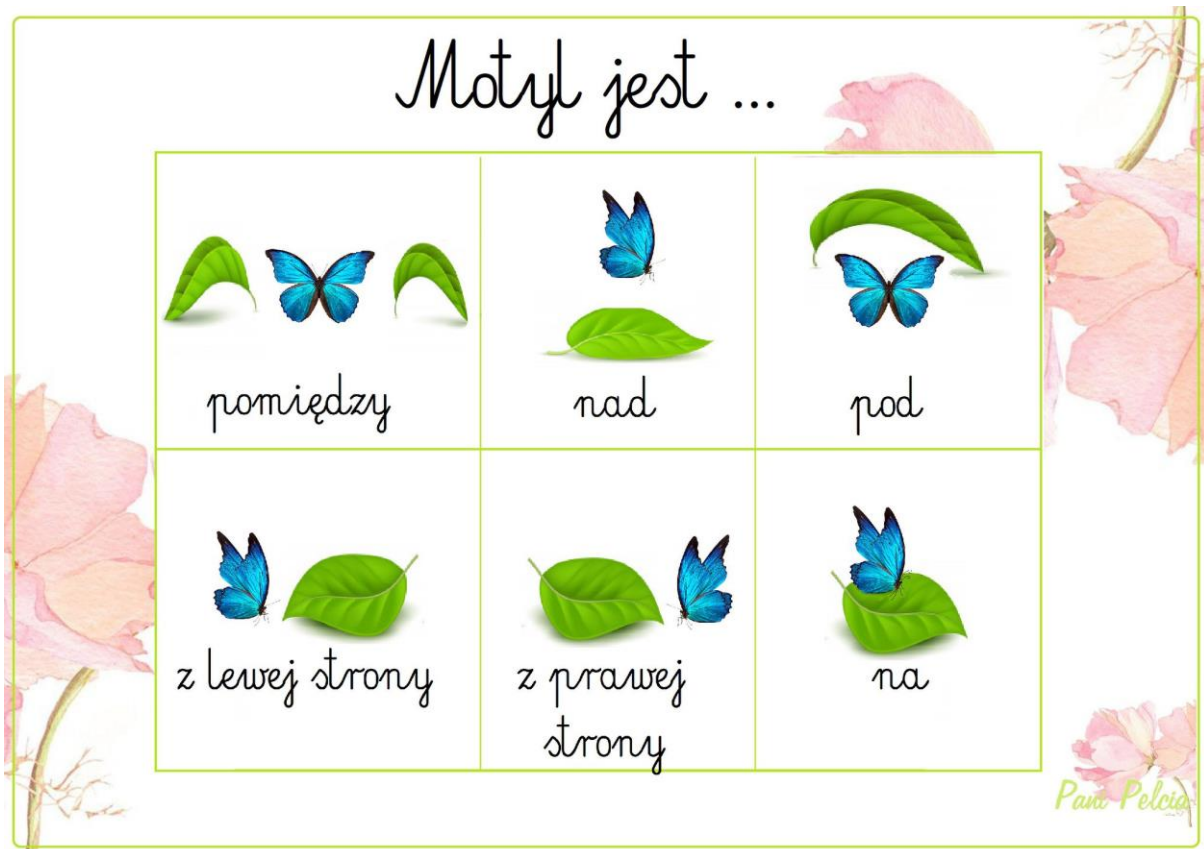 Motyl jest ...
pomiędzy
nad
pod
z lewej strony
z prawej
strony
na
Pani Pelcia